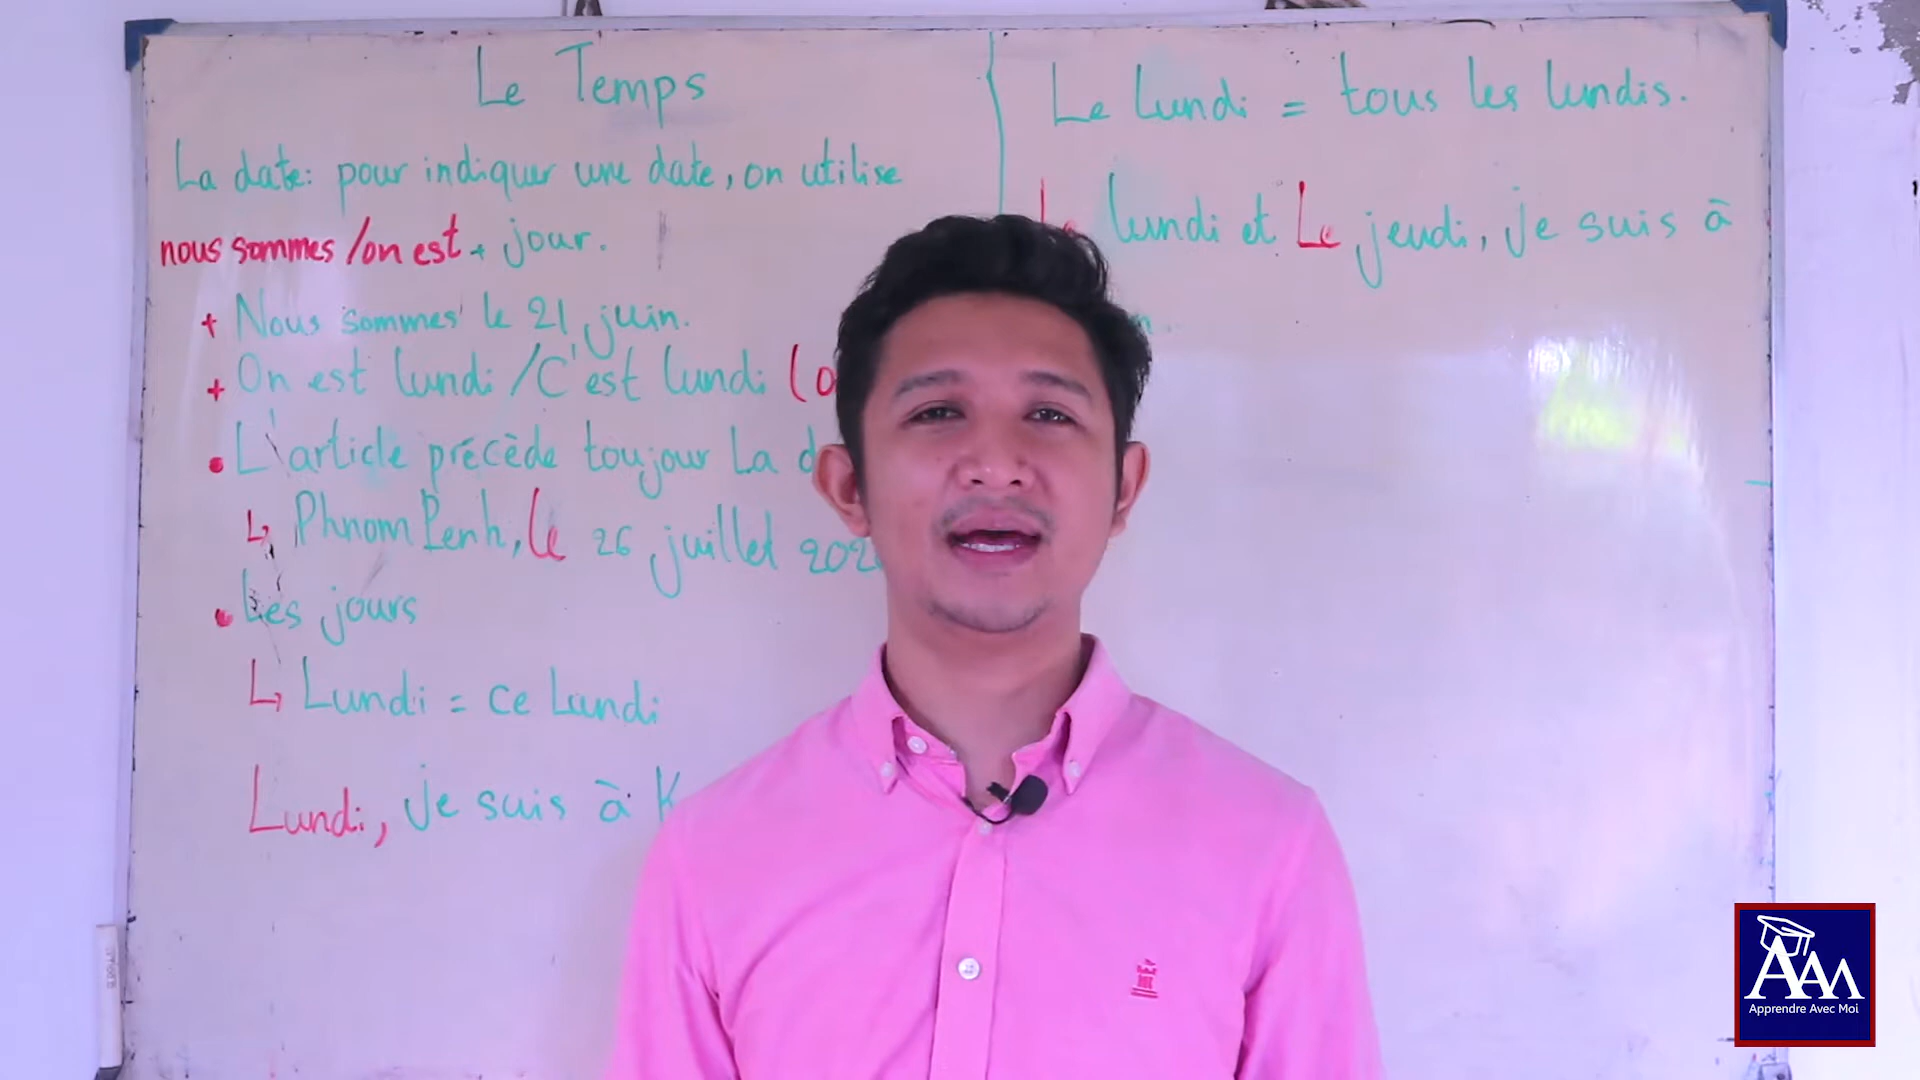 Le Temps
La date: pour indiquer une date, on utilise
nous sommes /on est + jour.
+ Nous sommes le 21 juin.
+ On est lundi /C'est lundi (
• L'article précède toujour La
↳ Phnom Penh, le 26 juillet
• Les jours
↳ Lundi = ce Lundi
Lundi, Je suis à
Le lundi = tous les lundis.
lundi et Le jeudi, je suis à
AAM
Apprendre Avec Moi